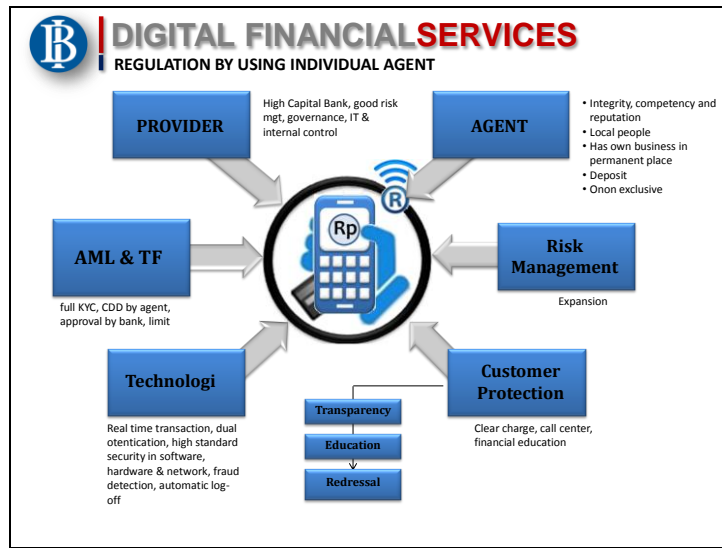 DIGITAL FINANCIALSERVICES
REGULATION BY USING INDIVIDUAL AGENT
PROVIDER
High Capital Bank, good risk
mgt, governance, IT &
internal control
AGENT
• Integrity, competency and
reputation
• Local people
• Has own business in
permanent place
• Deposit
• Onon exclusive
R
Rp
AML & TF
full KYC, CDD by agent,
approval by bank, limit
Risk
Management
Expansion
Technologi
Real time transaction, dual
otentication, high standard
security in software,
hardware & network, fraud
detection, automatic log-
off
Customer
Protection
Clear charge, call center,
financial education
Transparency
Education
Redressal